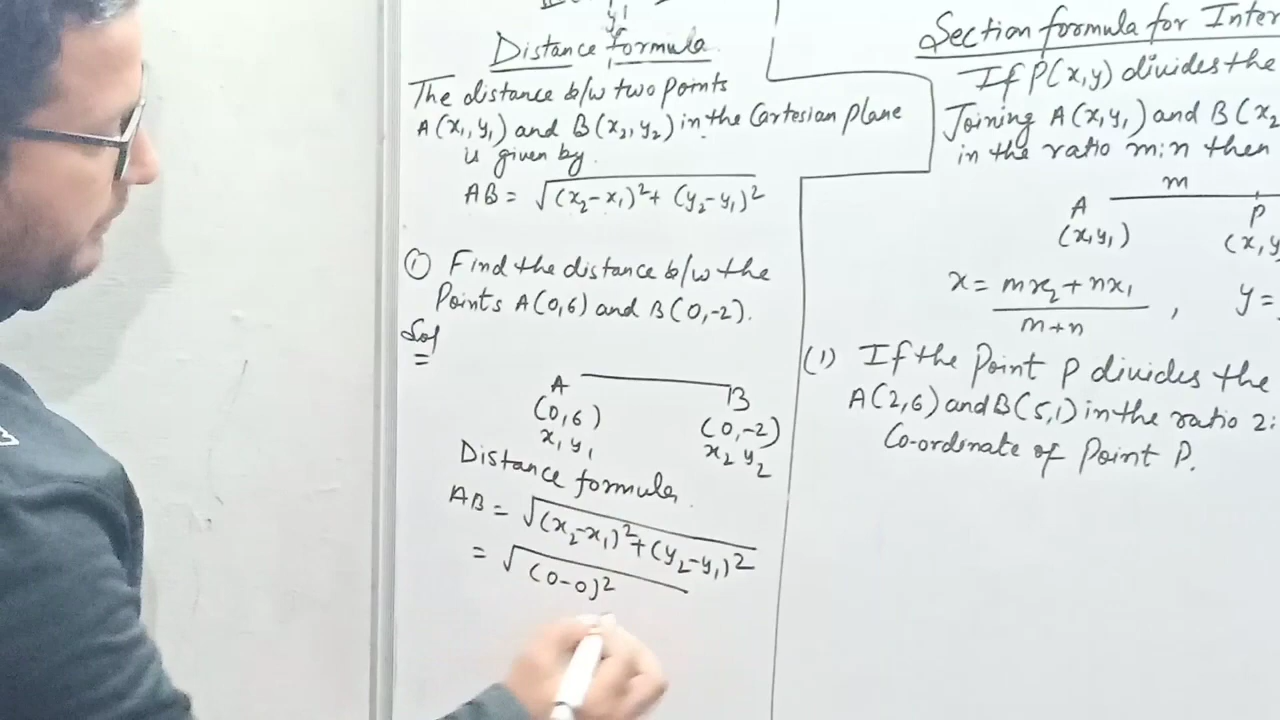 y1
Distance formula
The distance b/w two points
A(x1, y1) and B(x2, y2) in the Cartesian plane
is given by.
AB = √(x2-x1)²+ (y2-y1)²
① Find the distance b/w the
Points A(0,6) and B(0,-2).
Sol
=
A B
(0,6) (0,-2)
x1 y1 x2 y2
Distance formula
AB = √(x2-x1)²+(y2-y1)²
= √(0-0)²
Section formula for
If P(x,y) divides the
Joining A(x1y1) and B(x2
in the ratio m:n then
m
A P
(x1y1) (x,y
x = mx2+nx1 / m+n , y =
(1) If the Point P divides the
A(2,6) and B(5,1) in the ratio 2:
Co-ordinate of Point P.